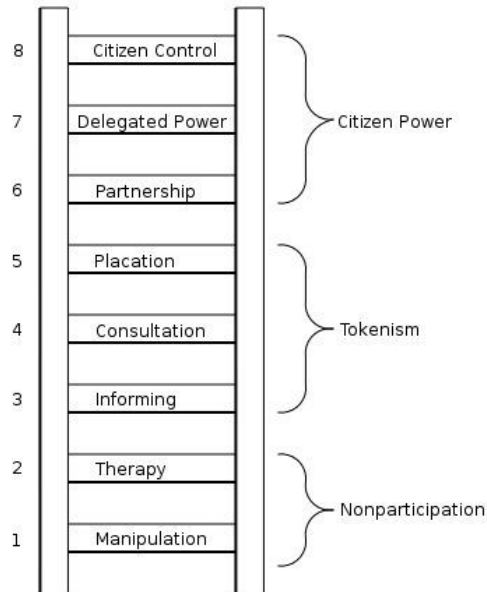 8 Citizen Control
7 Delegated Power
Citizen Power
6 Partnership
5 Placation
4 Consultation
Tokenism
3 Informing
2 Therapy
Nonparticipation
1 Manipulation